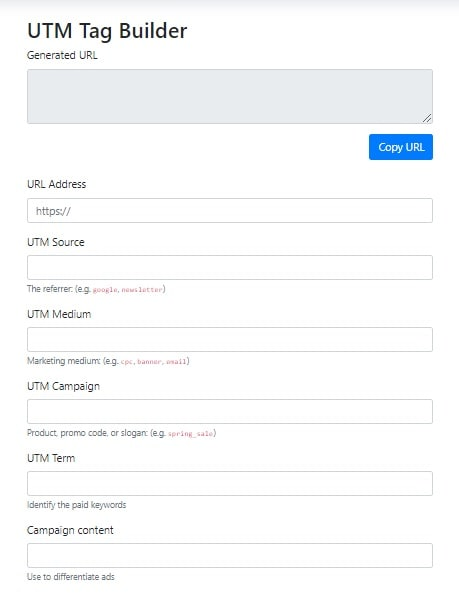 UTM Tag Builder
Generated URL
Copy URL
URL Address
https://
UTM Source
The referrer: (e.g. google, newsletter)
UTM Medium
Marketing medium: (e.g. cpc, banner, email)
UTM Campaign
Product, promo code, or slogan: (e.g. spring_sale)
UTM Term
Identify the paid keywords
Campaign content
Use to differentiate ads